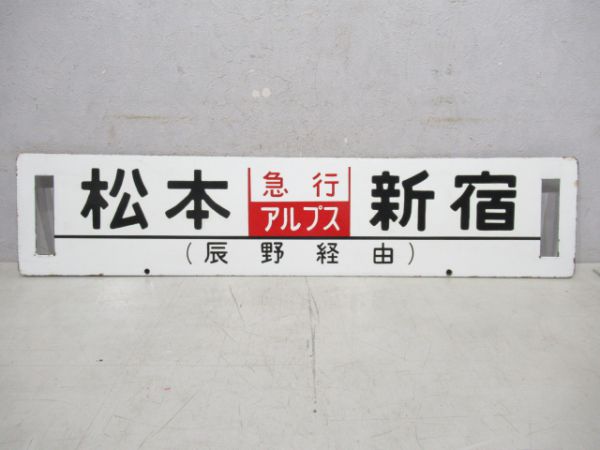 松本 急行 アルプス 新宿
(辰野経由)